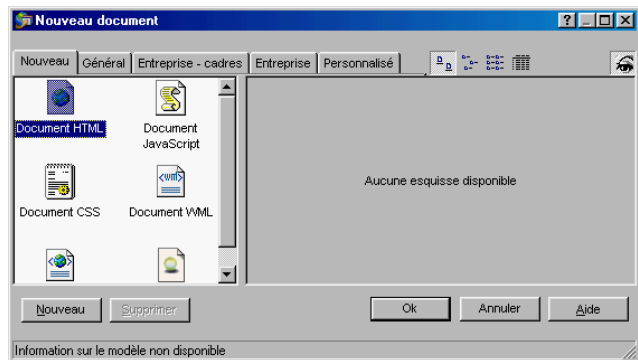 Nouveau document
Nouveau Général Entreprise - cadres Entreprise Personnalisé
Document HTML
Document JavaScript
Document CSS
Document WML
<wml>
Aucune esquisse disponible
Nouveau Supprimer Ok Annuler Aide
Information sur le modèle non disponible